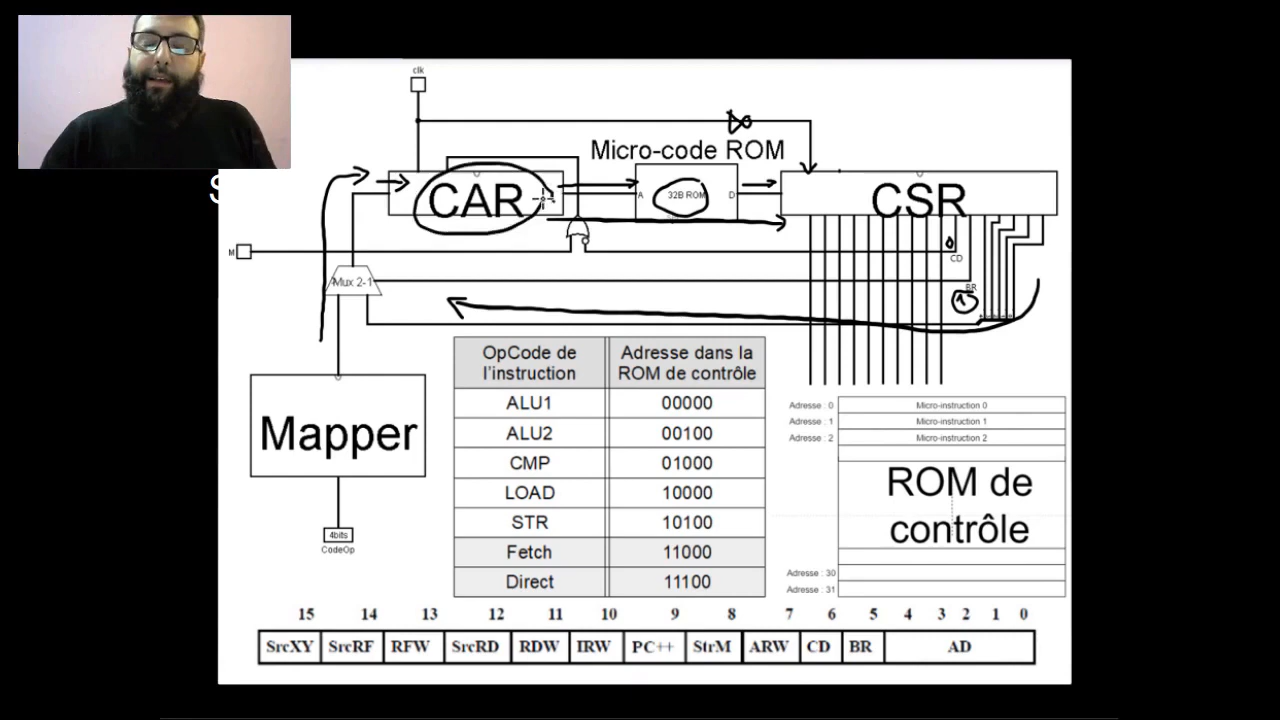 clk
Micro-code ROM
S
CAR
A
32B ROM
D
CSR
M
CD
Mux 2-1
BR
OpCode de l'instruction
Adresse dans la ROM de contrôle
ALU1 00000
ALU2 00100
CMP 01000
LOAD 10000
STR 10100
Fetch 11000
Direct 11100
Mapper
4bits
CodeOp
Adresse : 0 Micro-instruction 0
Adresse : 1 Micro-instruction 1
Adresse : 2 Micro-instruction 2
ROM de
contrôle
Adresse : 30
Adresse : 31
15 14 13 12 11 10 9 8 7 6 5 4 3 2 1 0
SrcXY SrcRF RFW SrcRD RDW IRW PC++ StrM ARW CD BR AD